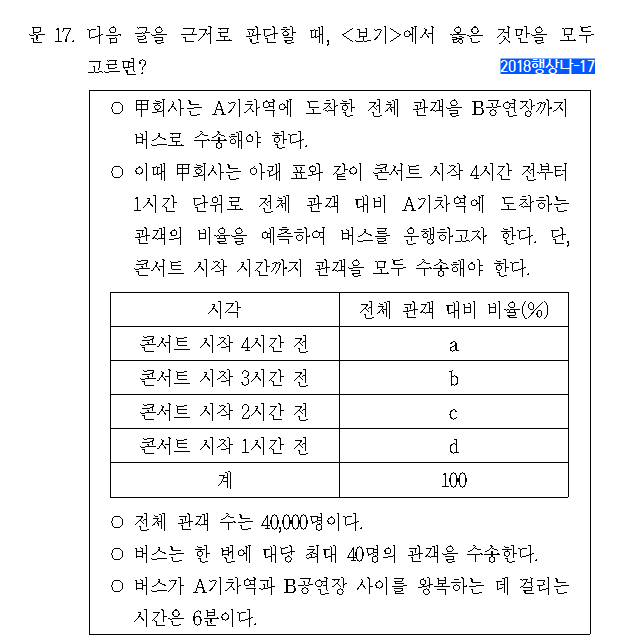 문 17. 다음 글을 근거로 판단할 때, <보기>에서 옳은 것만을 모두
고르면?
2018행상나-17
○ 甲회사는 A기차역에 도착한 전체 관객을 B공연장까지
버스로 수송해야 한다.
○ 이때 甲회사는 아래 표와 같이 콘서트 시작 4시간 전부터
1시간 단위로 전체 관객 대비 A기차역에 도착하는
관객의 비율을 예측하여 버스를 운행하고자 한다. 단,
콘서트 시작 시간까지 관객을 모두 수송해야 한다.
시각 전체 관객 대비 비율(%)
콘서트 시작 4시간 전 a
콘서트 시작 3시간 전 b
콘서트 시작 2시간 전 c
콘서트 시작 1시간 전 d
계 100
○ 전체 관객 수는 40,000명이다.
○ 버스는 한 번에 대당 최대 40명의 관객을 수송한다.
○ 버스가 A기차역과 B공연장 사이를 왕복하는 데 걸리는
시간은 6분이다.